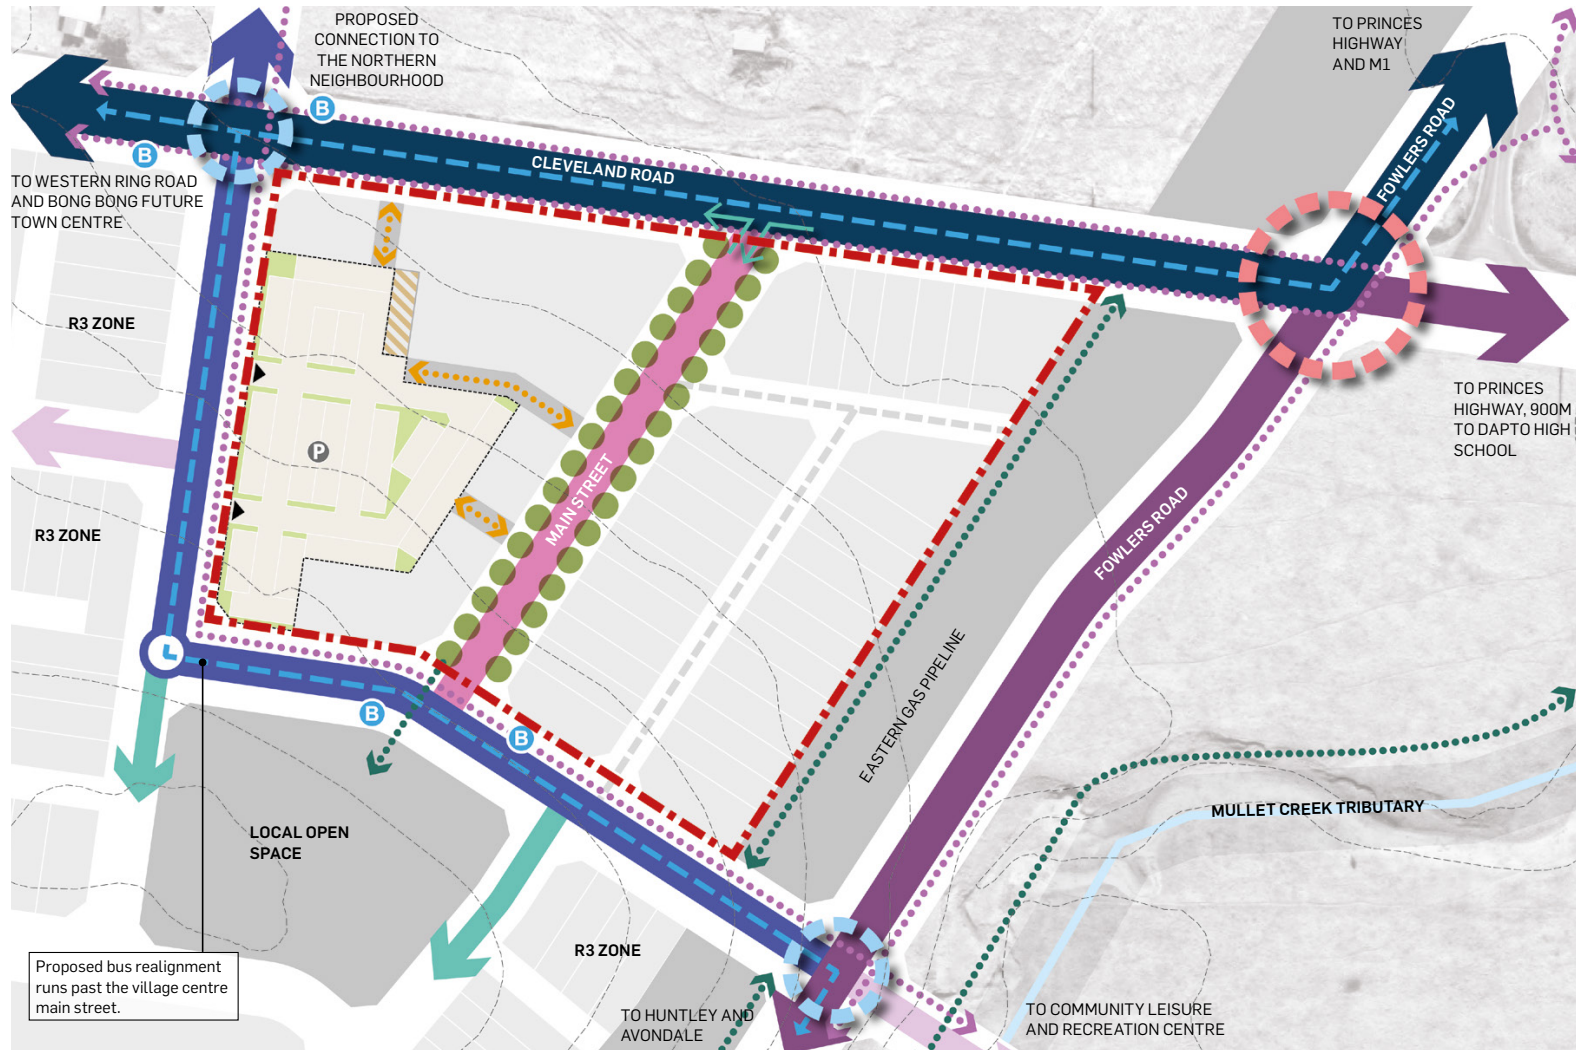 PROPOSED
CONNECTION TO
THE NORTHERN
NEIGHBOURHOOD
TO PRINCES
HIGHWAY
AND M1
B
B
CLEVELAND ROAD
FOWLERS ROAD
TO WESTERN RING ROAD
AND BONG BONG FUTURE
TOWN CENTRE
R3 ZONE
TO PRINCES
HIGHWAY, 900M
TO DAPTO HIGH
SCHOOL
P
MAIN STREET
R3 ZONE
FOWLERS ROAD
EASTERN GAS PIPELINE
B
B
MULLET CREEK TRIBUTARY
LOCAL OPEN
SPACE
R3 ZONE
Proposed bus realignment
runs past the village centre
main street.
TO HUNTLEY AND
AVONDALE
TO COMMUNITY LEISURE
AND RECREATION CENTRE